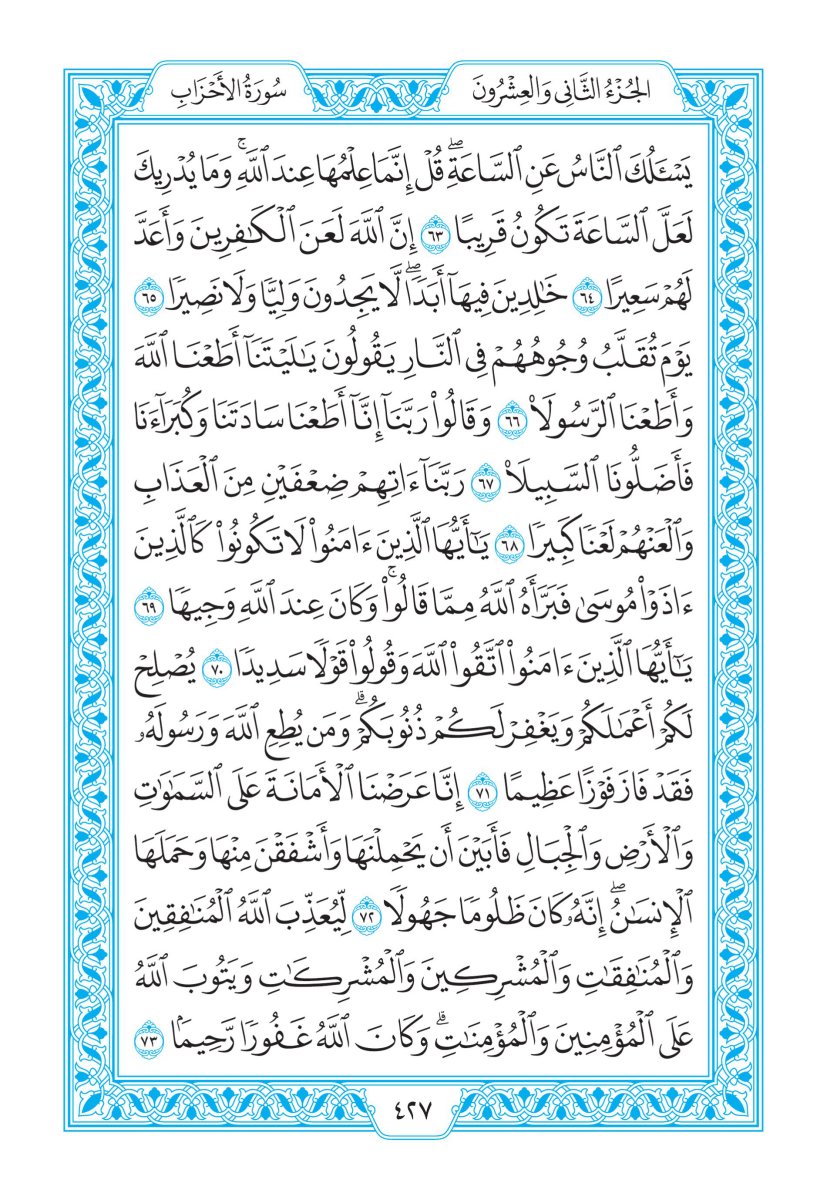 الجُزْءُ الثَّانِي وَالعِشْرُونَ
سُورَةُ الأَحْزَابِ
يَسْـَٔلُكَ ٱلنَّاسُ عَنِ ٱلسَّاعَةِۖ قُلْ إِنَّمَا عِلْمُهَا عِندَ ٱللَّهِۚ وَمَا يُدْرِيكَ
لَعَلَّ ٱلسَّاعَةَ تَكُونُ قَرِيبًا ٦٣ إِنَّ ٱللَّهَ لَعَنَ ٱلْكَـٰفِرِينَ وَأَعَدَّ
لَهُمْ سَعِيرًا ٦٤ خَـٰلِدِينَ فِيهَآ أَبَدًاۖ لَّا يَجِدُونَ وَلِيًّا وَلَا نَصِيرًا ٦٥
يَوْمَ تُقَلَّبُ وُجُوهُهُمْ فِى ٱلنَّارِ يَقُولُونَ يَـٰلَيْتَنَآ أَطَعْنَا ٱللَّهَ
وَأَطَعْنَا ٱلرَّسُولَا۠ ٦٦ وَقَالُوا۟ رَبَّنَآ إِنَّآ أَطَعْنَا سَادَتَنَا وَكُبَرَآءَنَا
فَأَضَلُّونَا ٱلسَّبِيلَا۠ ٦٧ رَبَّنَآ ءَاتِهِمْ ضِعْفَيْنِ مِنَ ٱلْعَذَابِ
وَٱلْعَنْهُمْ لَعْنًا كَبِيرًا ٦٨ يَـٰٓأَيُّهَا ٱلَّذِينَ ءَامَنُوا۟ لَا تَكُونُوا۟ كَٱلَّذِينَ
ءَاذَوْا۟ مُوسَىٰ فَبَرَّأَهُ ٱللَّهُ مِمَّا قَالُوا۟ۚ وَكَانَ عِندَ ٱللَّهِ وَجِيهًا ٦٩
يَـٰٓأَيُّهَا ٱلَّذِينَ ءَامَنُوا۟ ٱتَّقُوا۟ ٱللَّهَ وَقُولُوا۟ قَوْلًا سَدِيدًا ٧٠ يُصْلِحْ
لَكُمْ أَعْمَـٰلَكُمْ وَيَغْفِرْ لَكُمْ ذُنُوبَكُمْۗ وَمَن يُطِعِ ٱللَّهَ وَرَسُولَهُۥ
فَقَدْ فَازَ فَوْزًا عَظِيمًا ٧١ إِنَّا عَرَضْنَا ٱلْأَمَانَةَ عَلَى ٱلسَّمَـٰوَٰتِ
وَٱلْأَرْضِ وَٱلْجِبَالِ فَأَبَيْنَ أَن يَحْمِلْنَهَا وَأَشْفَقْنَ مِنْهَا وَحَمَلَهَا
ٱلْإِنسَـٰنُۖ إِنَّهُۥ كَانَ ظَلُومًا جَهُولًا ٧٢ لِّيُعَذِّبَ ٱللَّهُ ٱلْمُنَـٰفِقِينَ
وَٱلْمُنَـٰفِقَـٰتِ وَٱلْمُشْرِكِينَ وَٱلْمُشْرِكَـٰتِ وَيَتُوبَ ٱللَّهُ
عَلَى ٱلْمُؤْمِنِينَ وَٱلْمُؤْمِنَـٰتِۗ وَكَانَ ٱللَّهُ غَفُورًا رَّحِيمًۢا ٧٣
٤٢٧